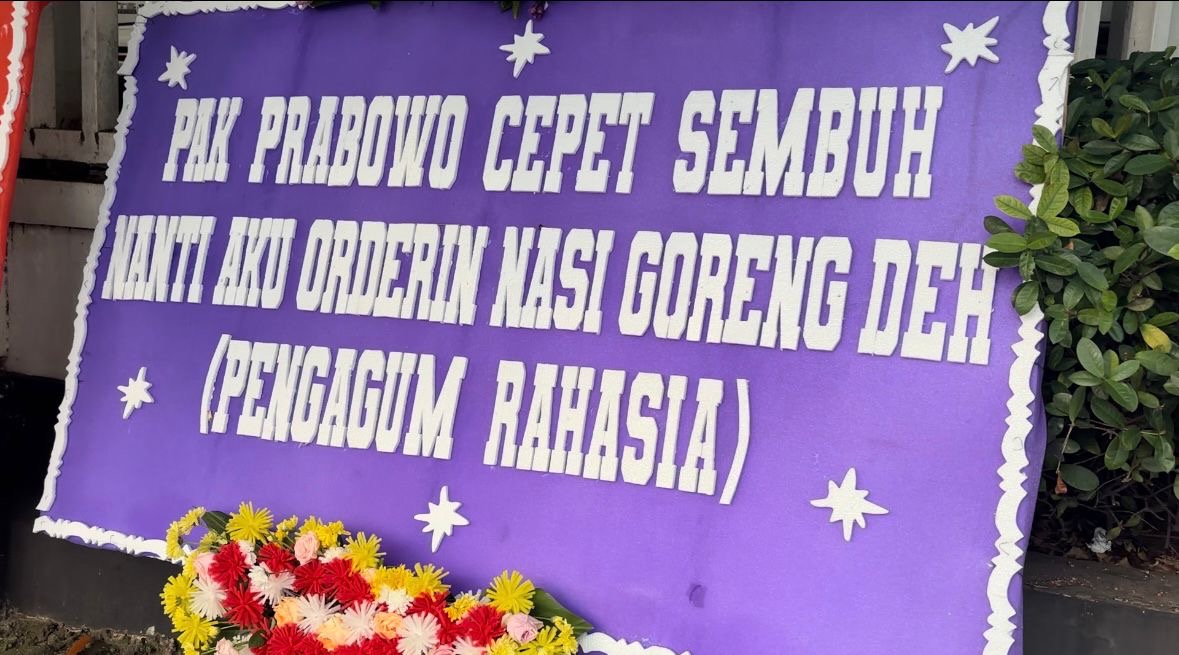 PAK PRABOWO CEPET SEMBUH
NANTI AKU ORDERIN NASI GORENG DEH
(PENGAGUM RAHASIA)